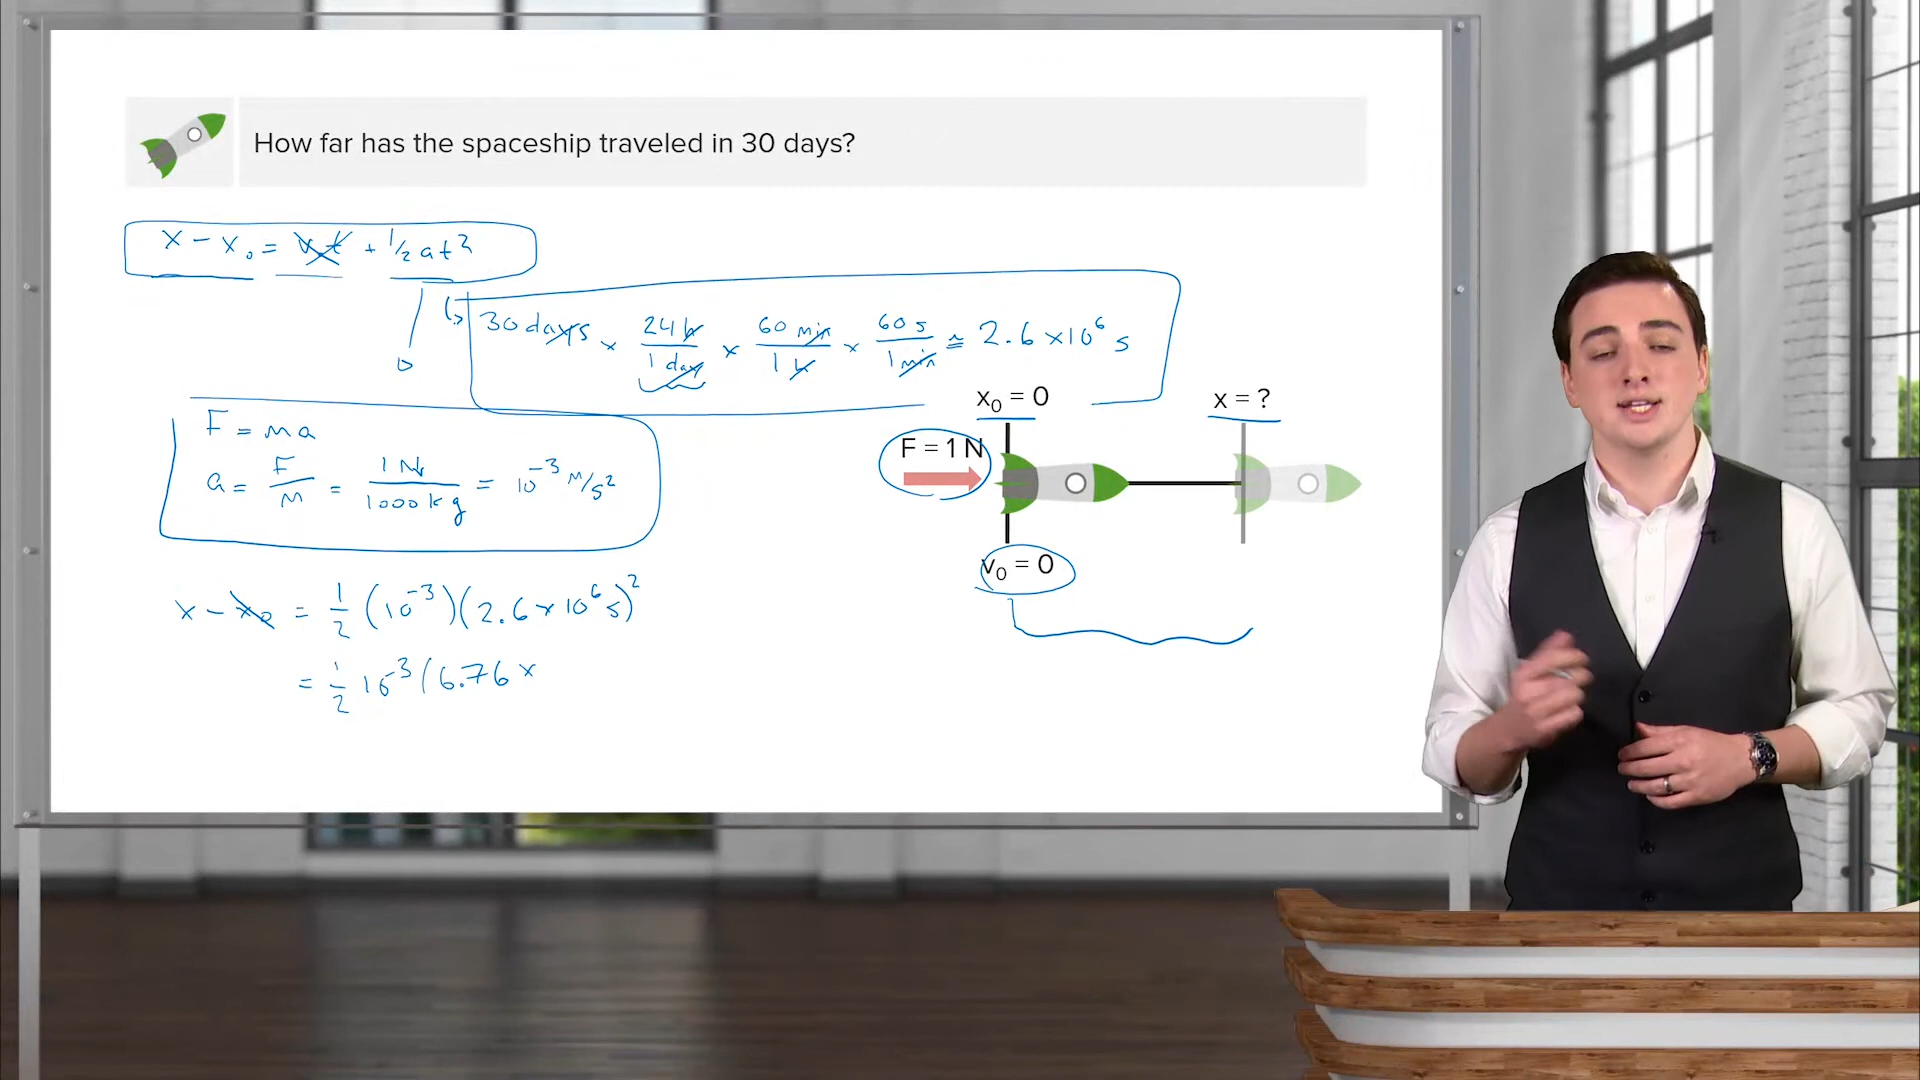 How far has the spaceship traveled in 30 days?
x - x₀ = v₀t + 1/2 at²
30 days × 24 h / 1 day × 60 min / 1 h × 60 s / 1 min ≅ 2.6 × 10⁶ s
0
x₀ = 0
x = ?
F = 1 N
v₀ = 0
F = ma
a = F / m = 1 N / 1000 kg = 10⁻³ m/s²
x - x₀ = 1/2 (10⁻³)(2.6 × 10⁶ s)²
= 1/2 10⁻³ (6.76 ×